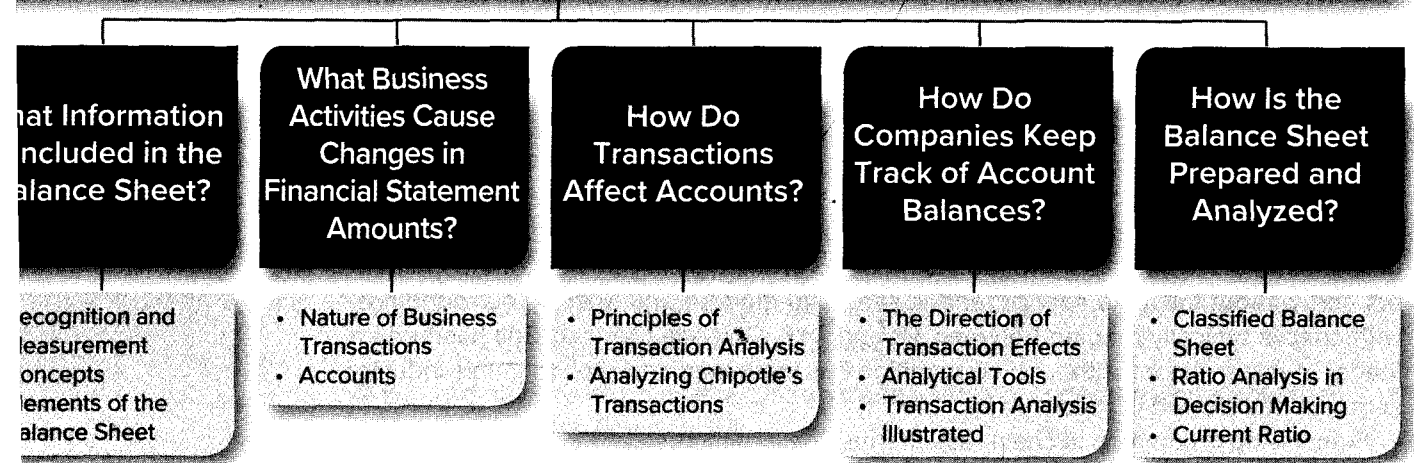 hat Information
ncluded in the
alance Sheet?
What Business
Activities Cause
Changes in
Financial Statement
Amounts?
How Do
Transactions
Affect Accounts?
How Do
Companies Keep
Track of Account
Balances?
How Is the
Balance Sheet
Prepared and
Analyzed?
ecognition and
easurement
oncepts
lements of the
alance Sheet
• Nature of Business
Transactions
• Accounts
• Principles of
Transaction Analysis
• Analyzing Chipotle's
Transactions
• The Direction of
Transaction Effects
• Analytical Tools
• Transaction Analysis
Illustrated
• Classified Balance
Sheet
• Ratio Analysis in
Decision Making
• Current Ratio